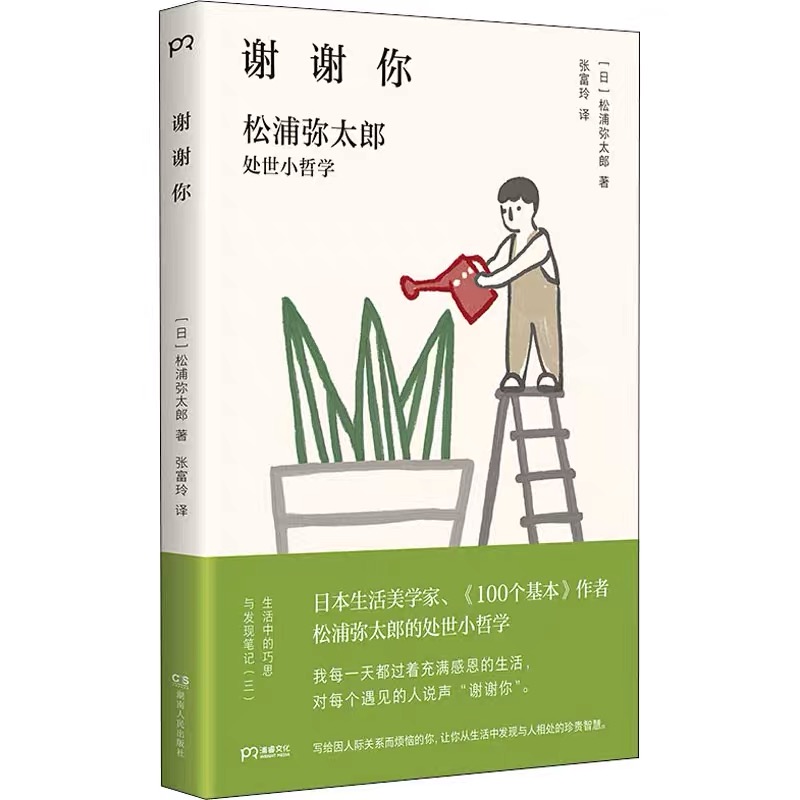 谢谢你
松浦弥太郎
处世小哲学
［日］松浦弥太郎 著
张富玲 译
日本生活美学家、《100个基本》作者
松浦弥太郎的处世小哲学
我每一天都过着充满感恩的生活，
对每个遇见的人说声“谢谢你”。
写给因人际关系而烦恼的你，让你从生活中发现与人相处的珍贵智慧。
生活中的巧思
与发现笔记（三）
浦睿文化
INSIGHT MEDIA
谢谢你
［日］松浦弥太郎 著 张富玲 译
湖南人民出版社